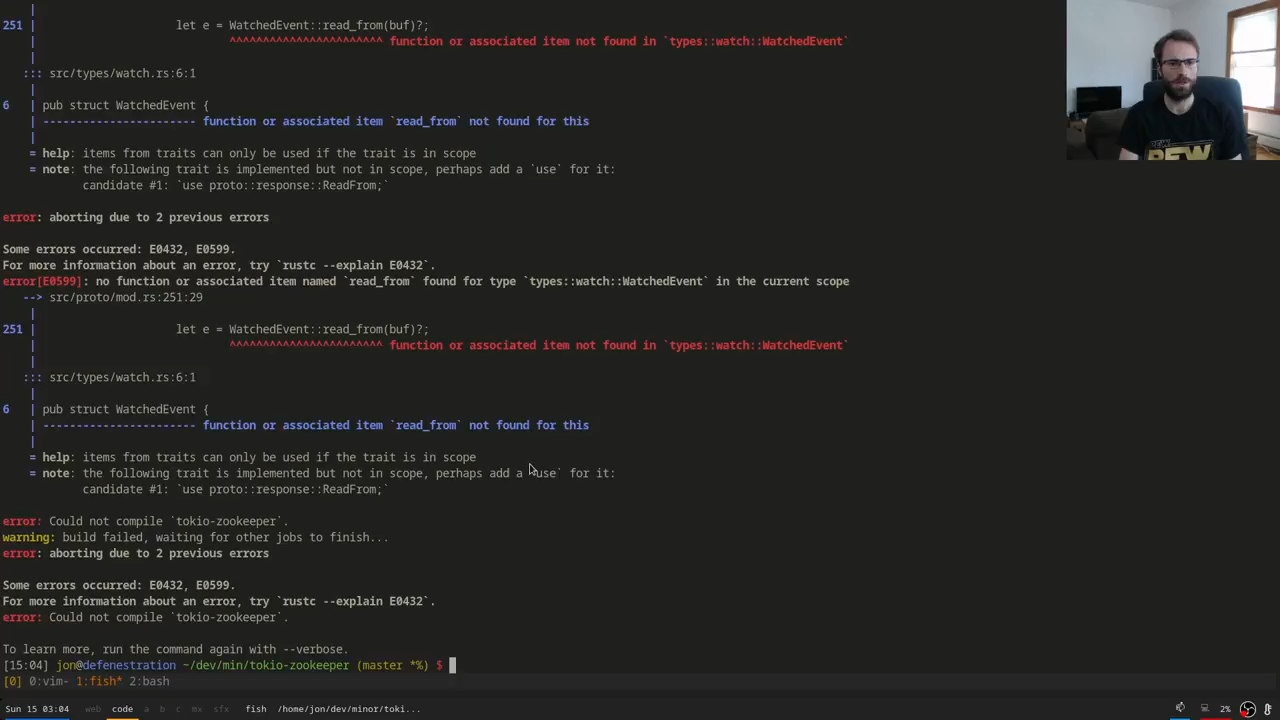 |
251 |                     let e = WatchedEvent::read_from(buf)?;
    |                             ^^^^^^^^^^^^^^^^^^^^^^^ function or associated item not found in `types::watch::WatchedEvent`
    |
   ::: src/types/watch.rs:6:1
    |
6   | pub struct WatchedEvent {
    | ----------------------- function or associated item `read_from` not found for this
    |
    = help: items from traits can only be used if the trait is in scope
    = note: the following trait is implemented but not in scope, perhaps add a `use` for it:
            candidate #1: `use proto::response::ReadFrom;`
error: aborting due to 2 previous errors
Some errors occurred: E0432, E0599.
For more information about an error, try `rustc --explain E0432`.
error[E0599]: no function or associated item named `read_from` found for type `types::watch::WatchedEvent` in the current scope
   --> src/proto/mod.rs:251:29
    |
251 |                     let e = WatchedEvent::read_from(buf)?;
    |                             ^^^^^^^^^^^^^^^^^^^^^^^ function or associated item not found in `types::watch::WatchedEvent`
    |
   ::: src/types/watch.rs:6:1
    |
6   | pub struct WatchedEvent {
    | ----------------------- function or associated item `read_from` not found for this
    |
    = help: items from traits can only be used if the trait is in scope
    = note: the following trait is implemented but not in scope, perhaps add a `use` for it:
            candidate #1: `use proto::response::ReadFrom;`
error: Could not compile `tokio-zookeeper`.
warning: build failed, waiting for other jobs to finish...
error: aborting due to 2 previous errors
Some errors occurred: E0432, E0599.
For more information about an error, try `rustc --explain E0432`.
error: Could not compile `tokio-zookeeper`.
To learn more, run the command again with --verbose.
[15:04] jon@defenestration ~/dev/min/tokio-zookeeper (master *%) $
[0] 0:vim- 1:fish* 2:bash
Sun 15 03:04 web code a b c mx sfx fish /home/jon/dev/minor/toki... 2%
PEW